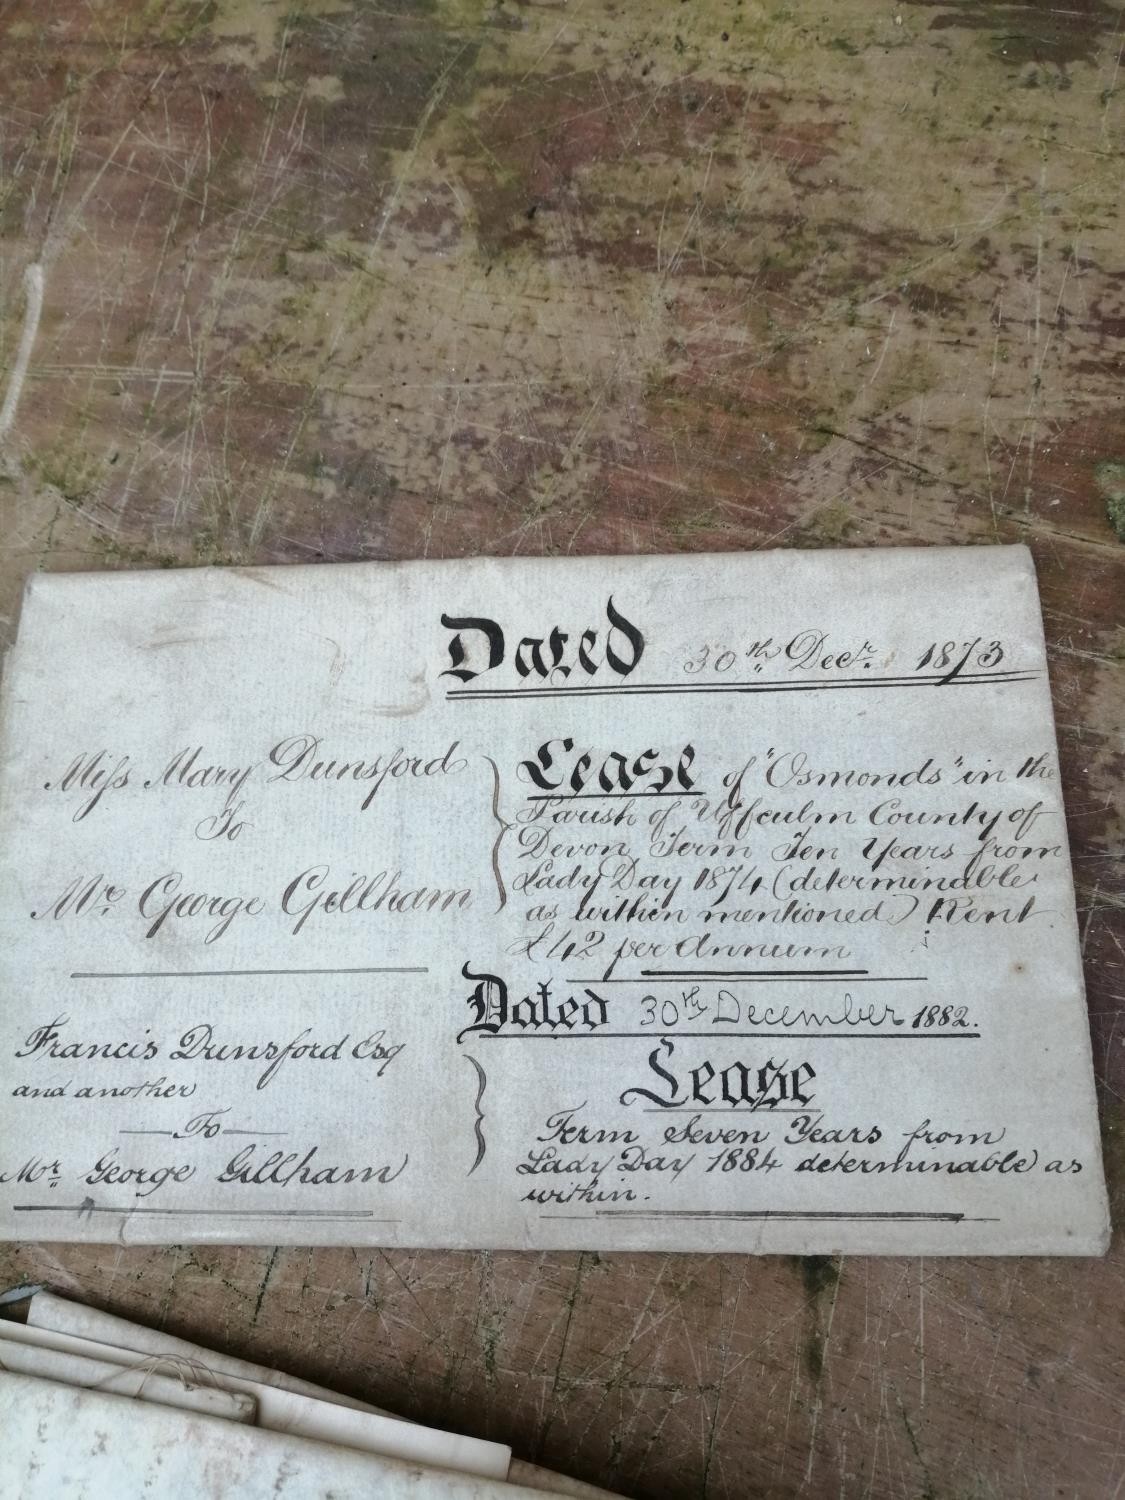 Dated 30th Decr. 1873
Miss Mary Dunsford
To
Mr. George Gillham
Lease of "Osmonds" in the
Parish of Uffculm County of
Devon Term Ten Years from
Lady Day 1874 (determinable
as within mentioned) Rent
£42 per Annum
Dated 30th December 1882.
Francis Dunsford Esq
and another
To
Mr. George Gillham
Lease
Term Seven Years from
Lady Day 1884 determinable as
within.